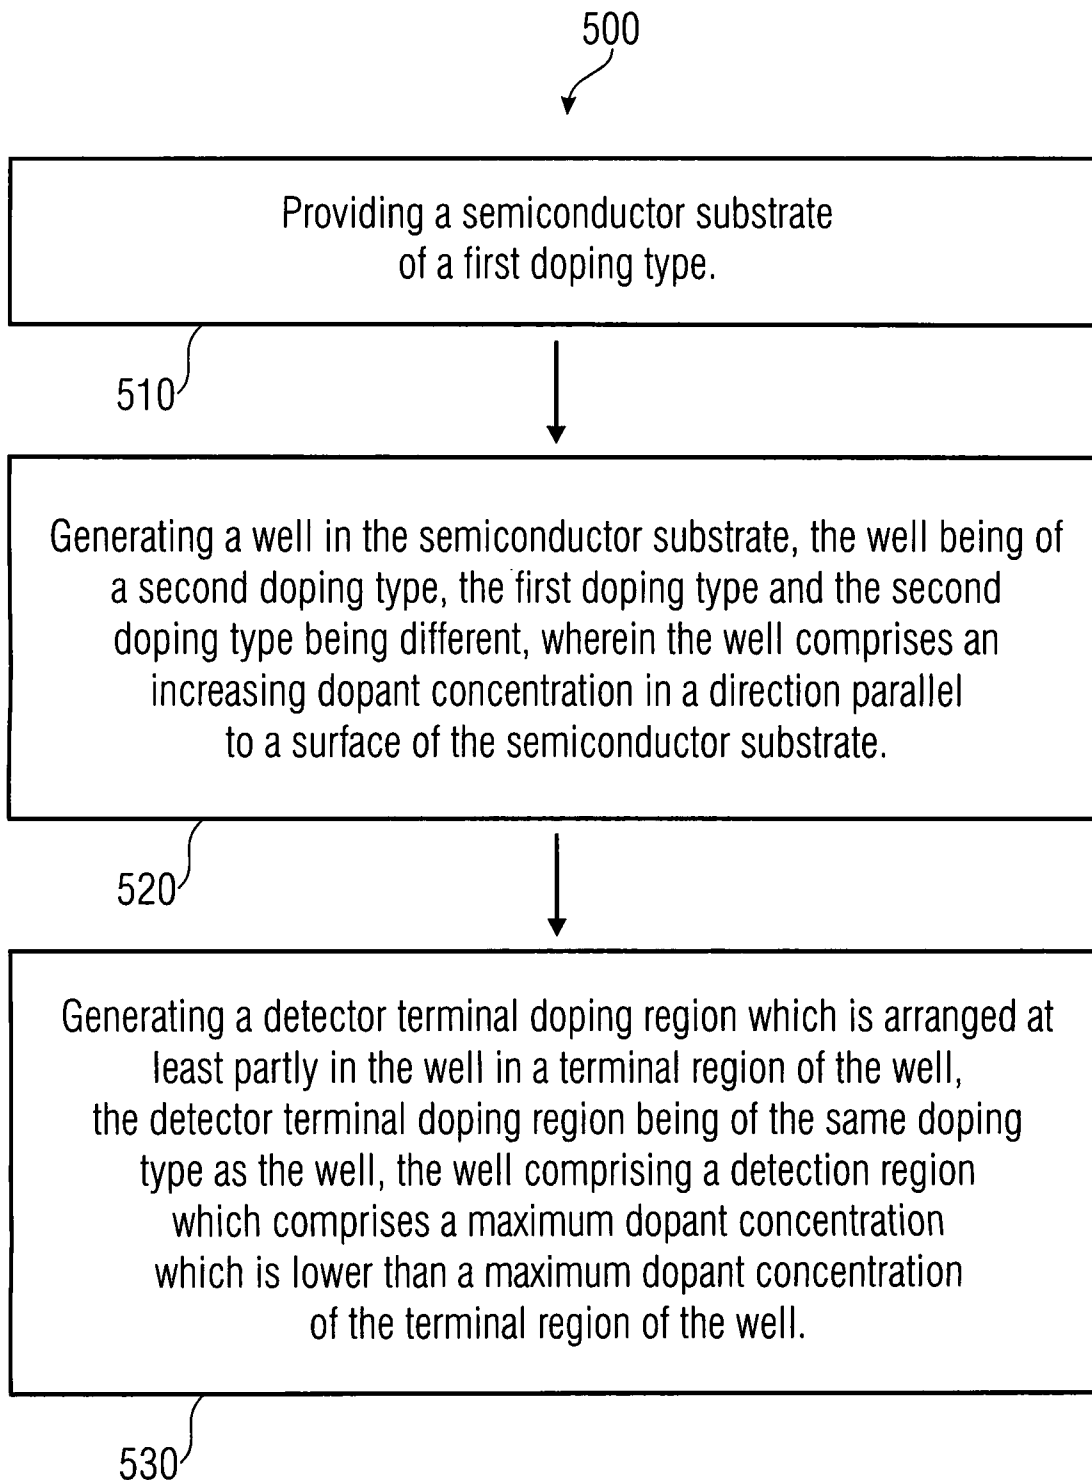 500
Providing a semiconductor substrate
of a first doping type.
510
Generating a well in the semiconductor substrate, the well being of
a second doping type, the first doping type and the second
doping type being different, wherein the well comprises an
increasing dopant concentration in a direction parallel
to a surface of the semiconductor substrate.
520
Generating a detector terminal doping region which is arranged at
least partly in the well in a terminal region of the well,
the detector terminal doping region being of the same doping
type as the well, the well comprising a detection region
which comprises a maximum dopant concentration
which is lower than a maximum dopant concentration
of the terminal region of the well.
530